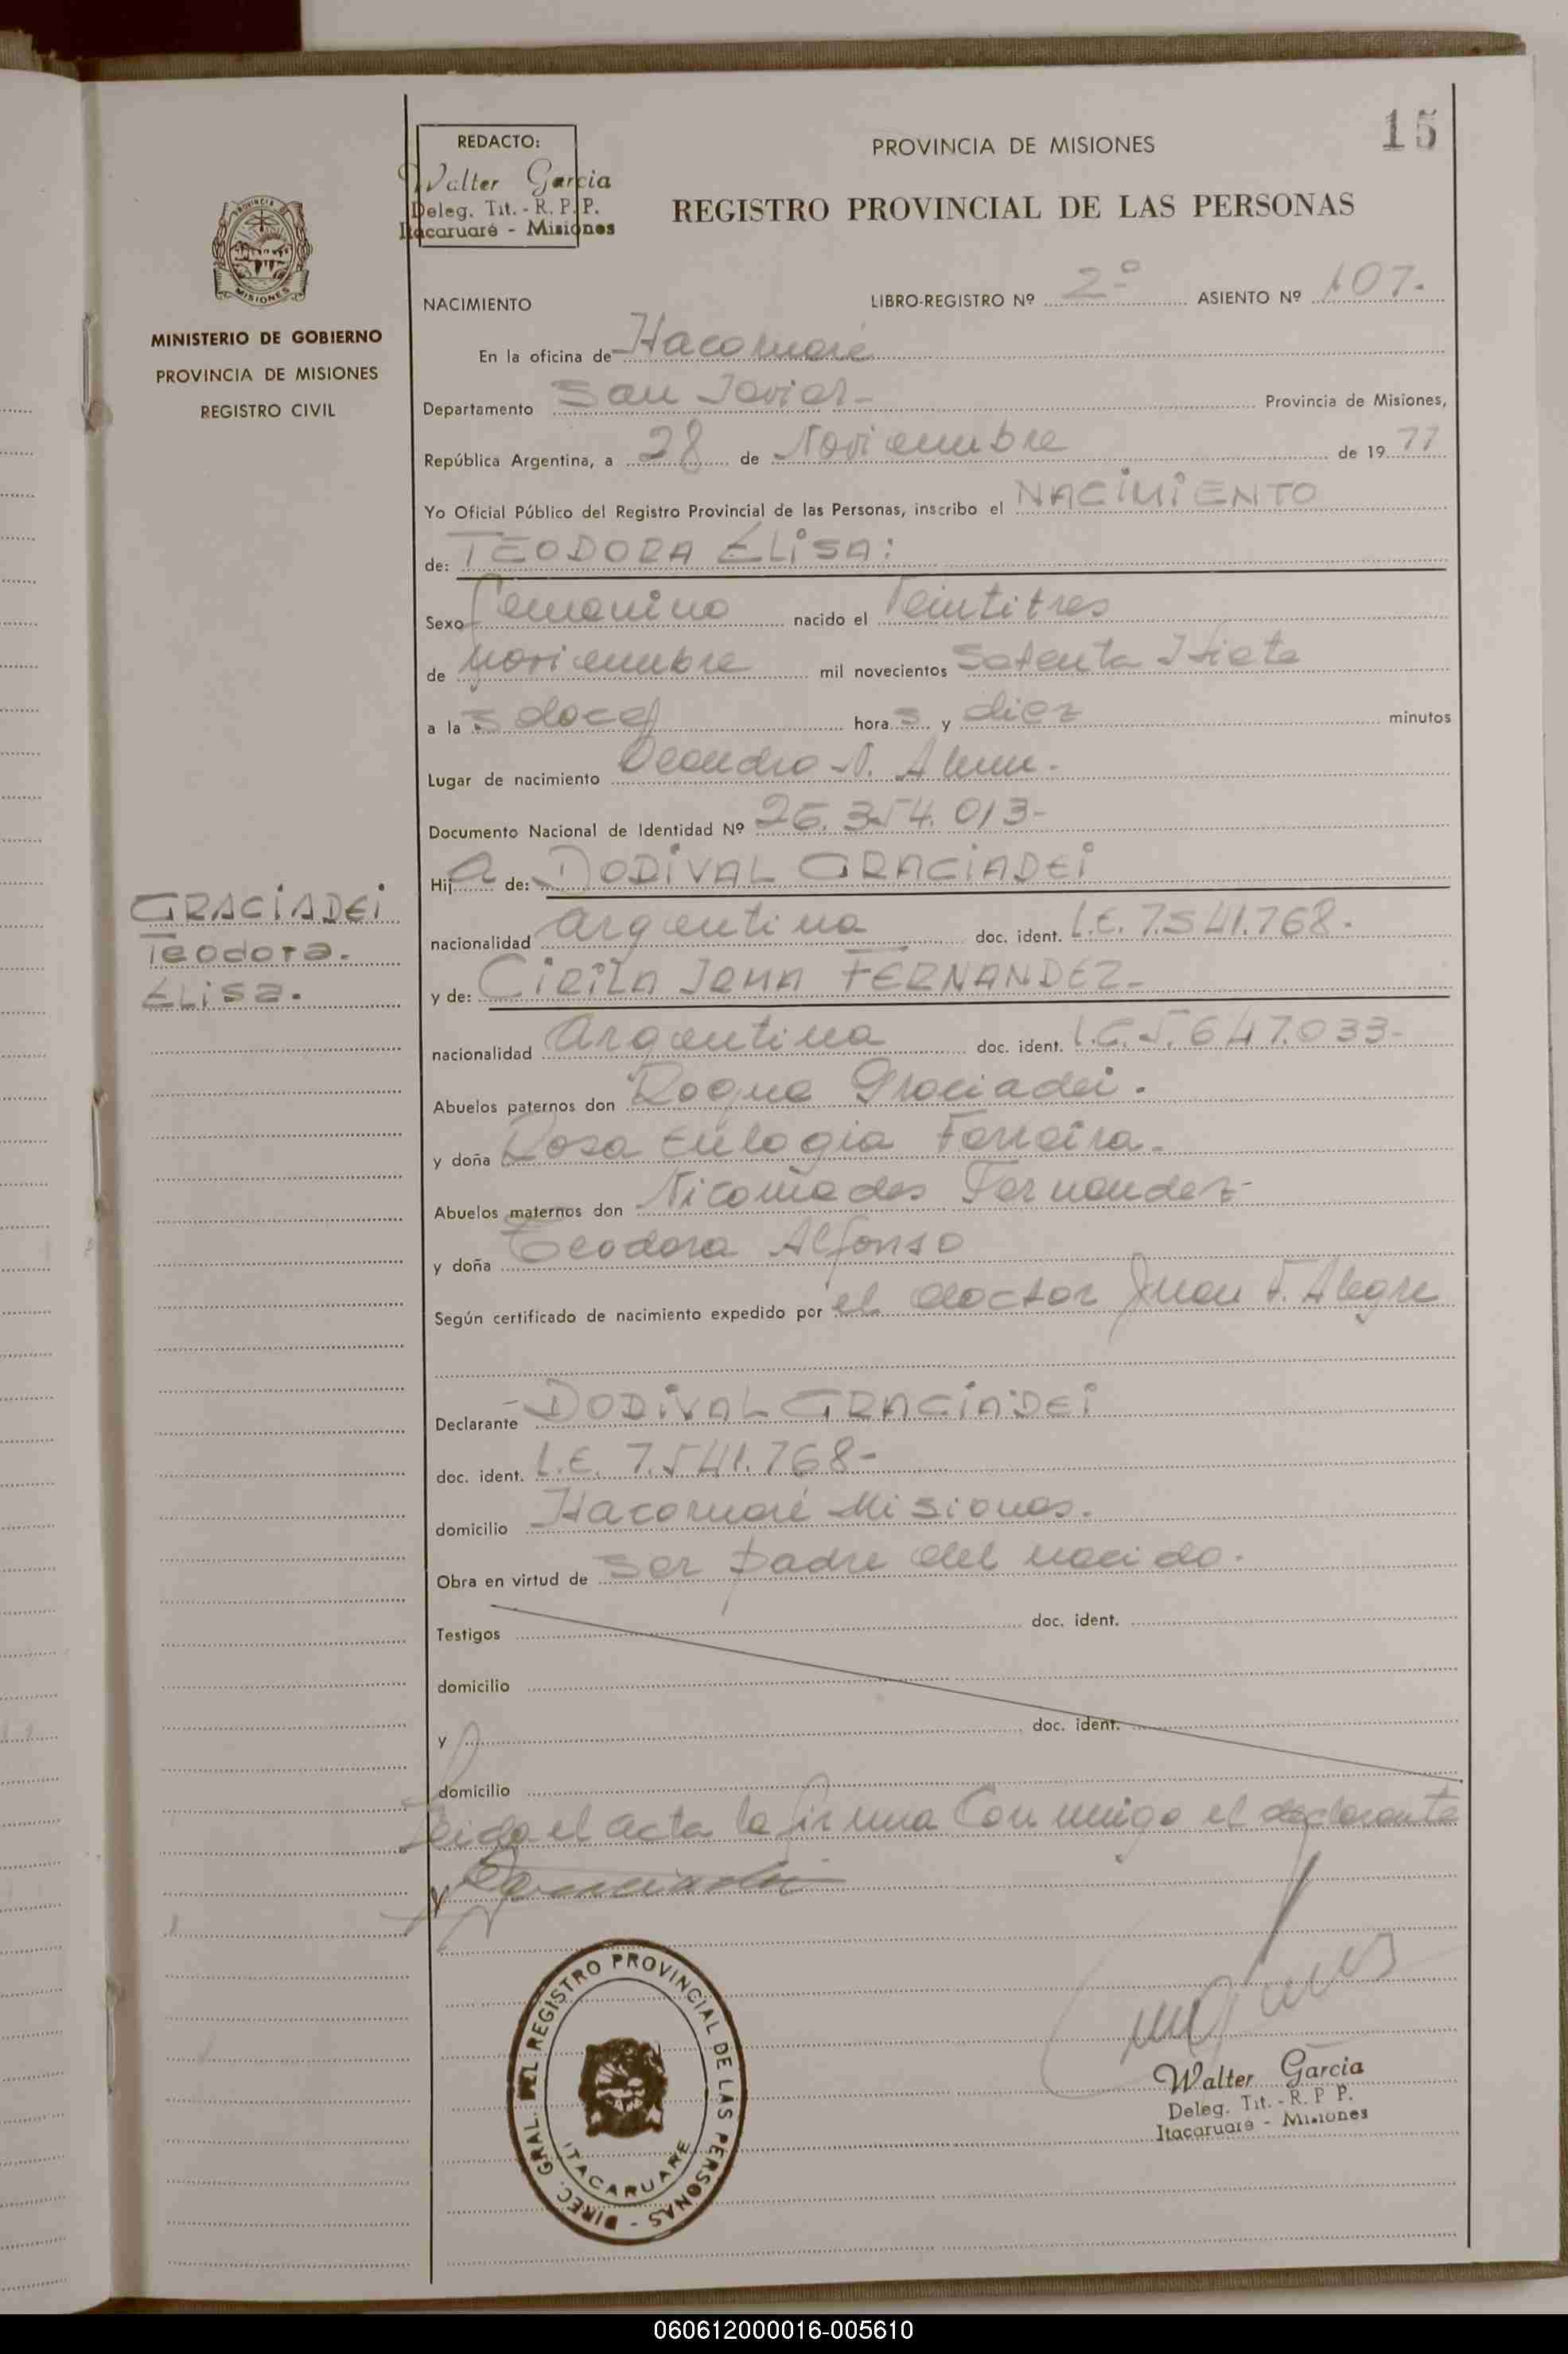 15
REDACTO:
Walter Garcia
Deleg. Tit. - R. P. P.
Itacaruaré - Misiones
PROVINCIA DE MISIONES
REGISTRO PROVINCIAL DE LAS PERSONAS
MISIONES
MINISTERIO DE GOBIERNO
PROVINCIA DE MISIONES
REGISTRO CIVIL
NACIMIENTO LIBRO-REGISTRO Nº 2º ASIENTO Nº 107.
En la oficina de Itacaruaré
Departamento San Javier- Provincia de Misiones,
República Argentina, a 28 de Noviembre de 19 77
Yo Oficial Público del Registro Provincial de las Personas, inscribo el NACIMIENTO
de: TEODORA ELISA:
Sexo femenino nacido el Veintitres
de noviembre mil novecientos Setenta y siete
a la s doce hora s y diez minutos
Lugar de nacimiento Leandro N. Alem.-
Documento Nacional de Identidad Nº 26.354.013-
Hij a de: DODIVAL GRACIADEI
GRACIADEI
Teodora.
ELISA.
nacionalidad argentina doc. ident. L.E. 7.541.768.
y de: CIRILA IRMA FERNANDEZ-
nacionalidad argentina doc. ident. L.C. 5.647.033-
Abuelos paternos don Roque Graciadei.
y doña Rosa Eulogia Ferreira.
Abuelos maternos don Nicomedes Fernandez-
y doña Teodora Alfonso
Según certificado de nacimiento expedido por el doctor Juan F. Alegre
Declarante DODIVAL GRACIADEI
doc. ident. L.E. 7.541.768-
domicilio Itacaruaré Misiones.
Obra en virtud de ser padre del nacido.
Testigos doc. ident.
domicilio
y doc. ident.
domicilio
Leida el acta la firma conmigo el declarante
DIREC. GRAL. DEL REGISTRO PROVINCIAL DE LAS PERSONAS -
ITACARUARE
Walter Garcia
Deleg. Tit. - R. P P.
Itacaruaré - Misiones
060612000016-005610